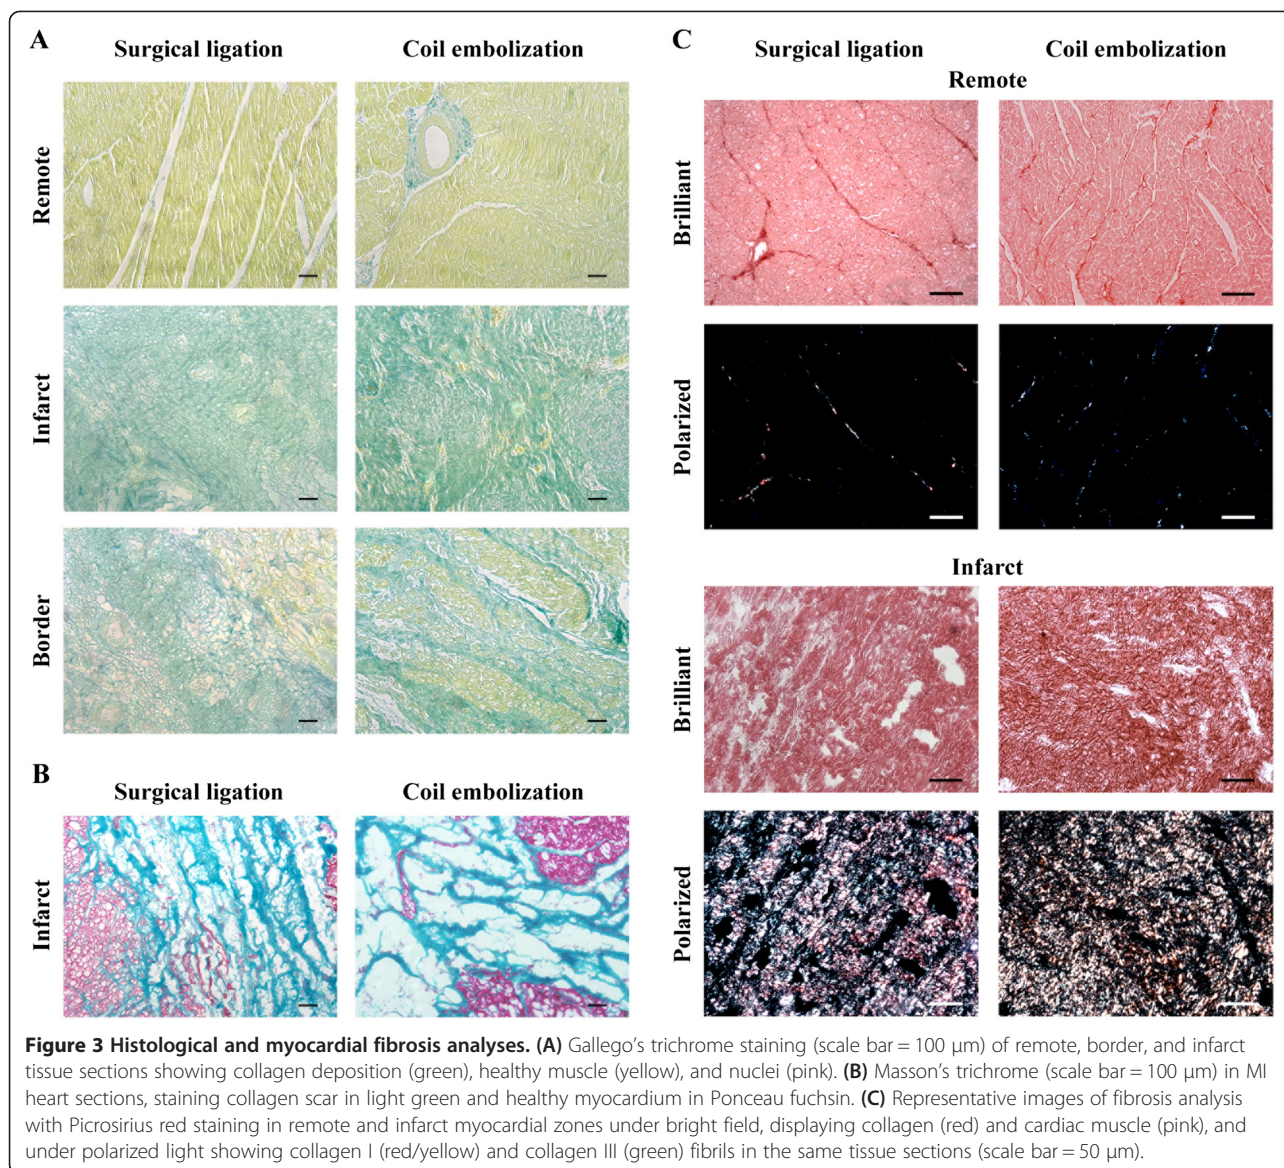 A
Surgical ligation
Coil embolization
Remote
Infarct
Border
B
Surgical ligation
Coil embolization
Infarct
C
Surgical ligation
Coil embolization
Remote
Brilliant
Polarized
Infarct
Brilliant
Polarized
Figure 3 Histological and myocardial fibrosis analyses. (A) Gallego's trichrome staining (scale bar = 100 μm) of remote, border, and infarct
tissue sections showing collagen deposition (green), healthy muscle (yellow), and nuclei (pink). (B) Masson's trichrome (scale bar = 100 μm) in MI
heart sections, staining collagen scar in light green and healthy myocardium in Ponceau fuchsin. (C) Representative images of fibrosis analysis
with Picrosirius red staining in remote and infarct myocardial zones under bright field, displaying collagen (red) and cardiac muscle (pink), and
under polarized light showing collagen I (red/yellow) and collagen III (green) fibrils in the same tissue sections (scale bar = 50 μm).